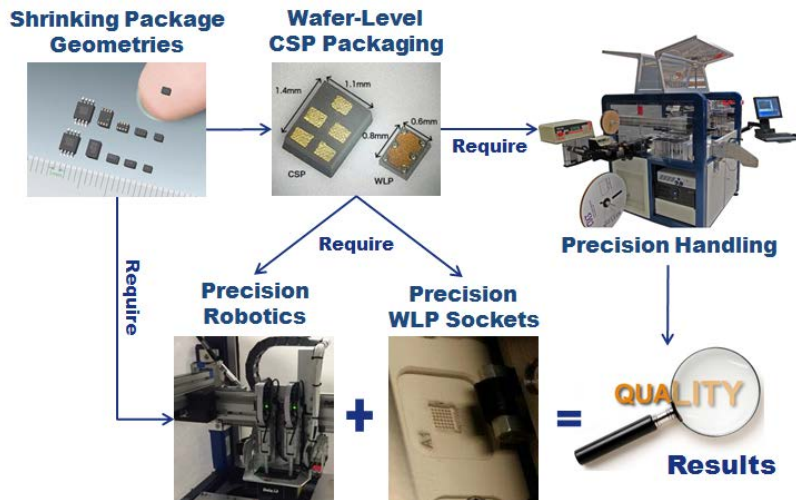 Shrinking Package
Geometries
Wafer-Level
CSP Packaging
1.4mm
1.1mm
0.8mm
0.6mm
CSP
WLP
Require
Require
Require
Precision Handling
Precision
Robotics
Precision
WLP Sockets
A1
+
=
QUALITY
Results